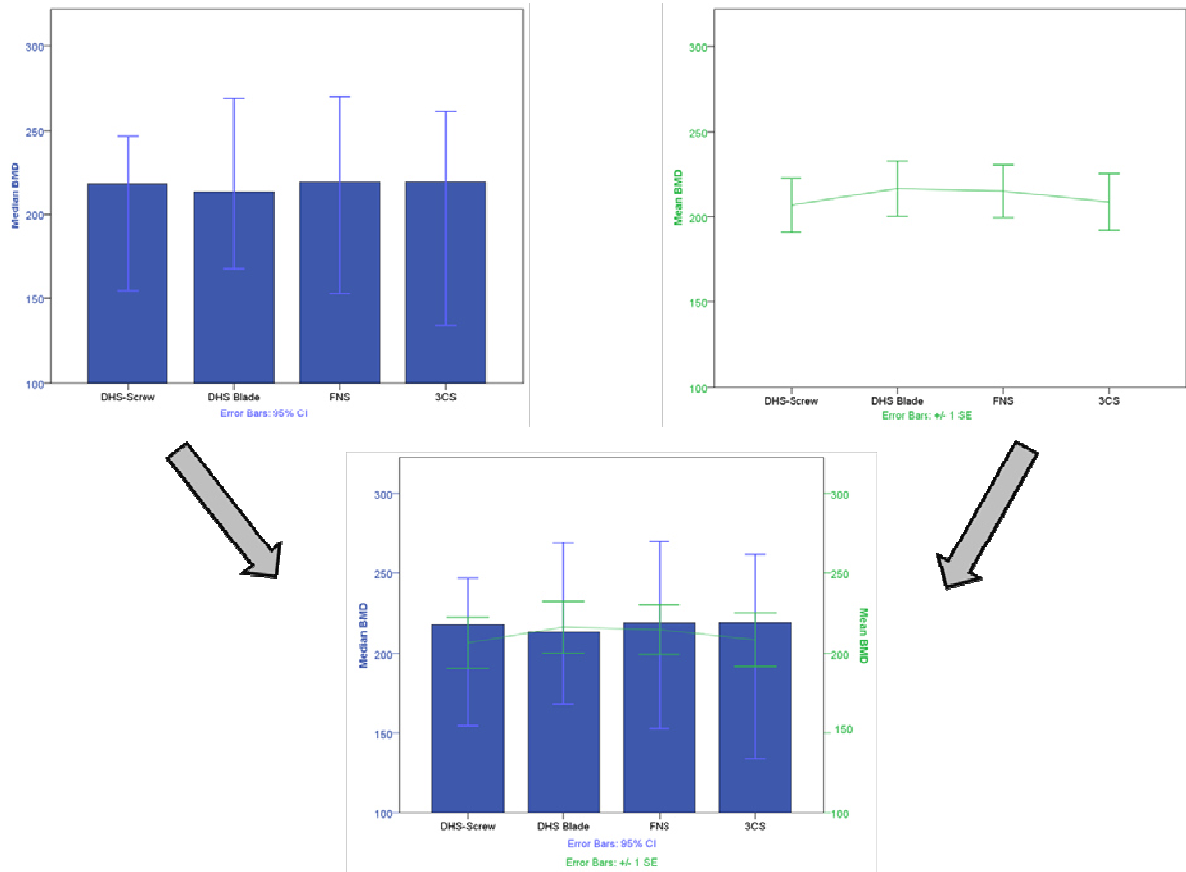 300
250
200
150
100
Median BMD
DHS-Screw DHS Blade FNS 3CS
Error Bars: 95% CI
300
250
200
150
100
Mean BMD
DHS-Screw DHS Blade FNS 3CS
Error Bars: +/- 1 SE
300
250
200
150
100
Median BMD
300
250
200
150
100
Mean BMD
DHS-Screw DHS Blade FNS 3CS
Error Bars: 95% CI
Error Bars: +/- 1 SE